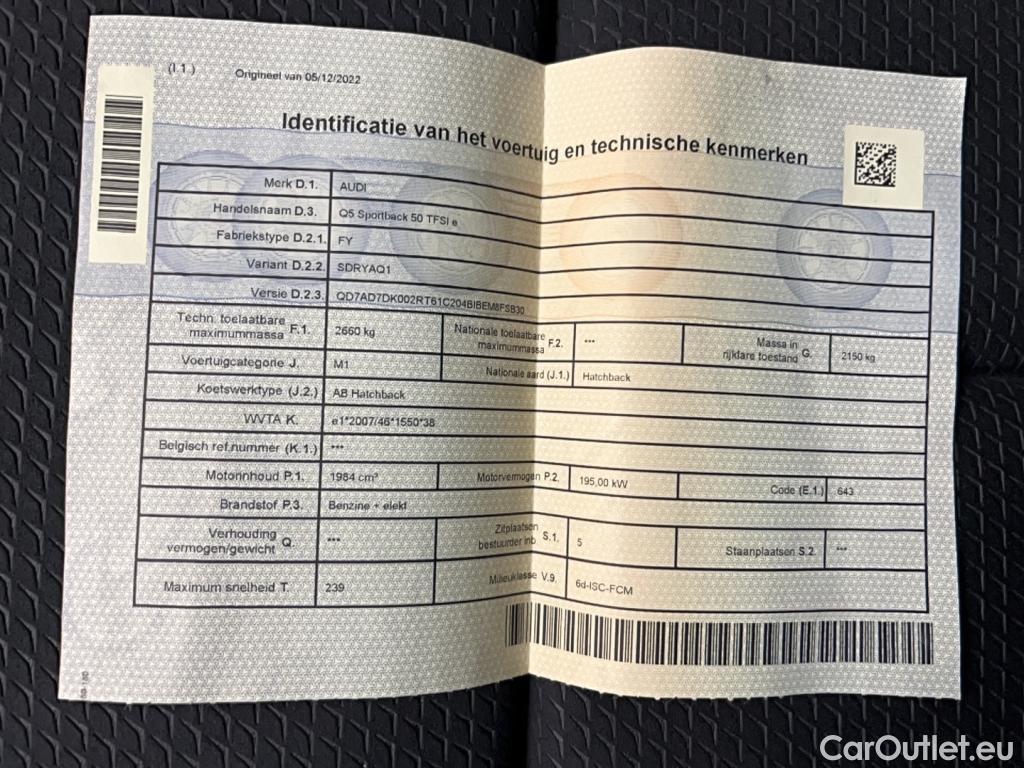 (I.1.) Origineel van 05/12/2022
Identificatie van het voertuig en technische kenmerken
Merk D.1. AUDI
Handelsnaam D.3. Q5 Sportback 50 TFSI e
Fabriekstype D.2.1. FY
Variant D.2.2. SDRYAQ1
Versie D.2.3. QD7AD7DK002RT61C204BIBEM8FSB30
Techn. toelaatbare maximummassa F.1. 2660 kg Nationale toelaatbare maximummassa F.2. *** Massa in rijklare toestand G. 2150 kg
Voertuigcategorie J. M1 Nationale aard (J.1.) Hatchback
Koetswerktype (J.2.) AB Hatchback
WVTA K. e1*2007/46*1550*38
Belgisch ref.nummer (K.1.) ***
Motorinhoud P.1. 1984 cm³ Motorvermogen P.2. 195,00 kW Code (E.1.) 643
Brandstof P.3. Benzine + elekt
Verhouding vermogen/gewicht Q. *** Zitplaatsen bestuurder inb S.1. 5 Staanplaatsen S.2. ***
Maximum snelheid T. 239 Milieuklasse V.9. 6d-ISC-FCM
CarOutlet.eu